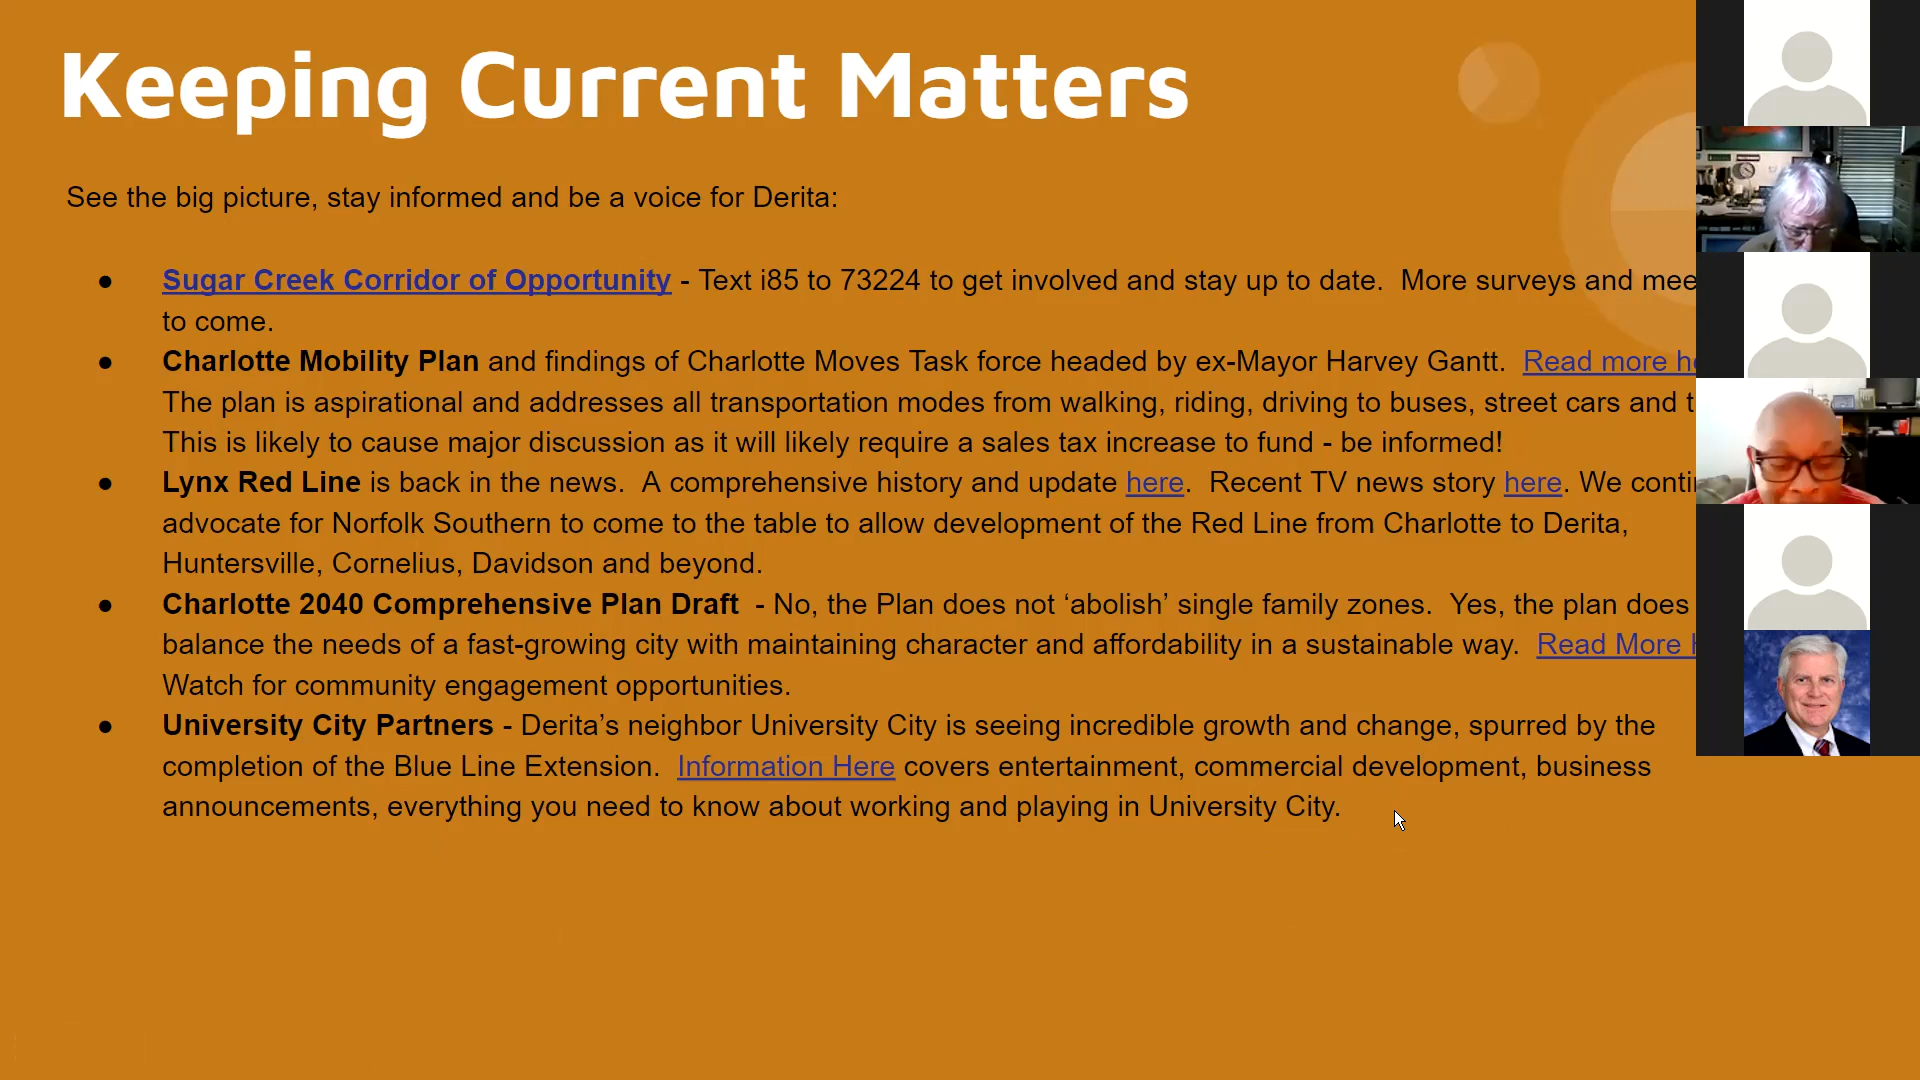 Keeping Current Matters
See the big picture, stay informed and be a voice for Derita:
● Sugar Creek Corridor of Opportunity - Text i85 to 73224 to get involved and stay up to date.  More surveys and
to come.
● Charlotte Mobility Plan and findings of Charlotte Moves Task force headed by ex-Mayor Harvey Gantt.  Read more
The plan is aspirational and addresses all transportation modes from walking, riding, driving to buses, street cars and
This is likely to cause major discussion as it will likely require a sales tax increase to fund - be informed!
● Lynx Red Line is back in the news.  A comprehensive history and update here.  Recent TV news story here. We
advocate for Norfolk Southern to come to the table to allow development of the Red Line from Charlotte to Derita,
Huntersville, Cornelius, Davidson and beyond.
● Charlotte 2040 Comprehensive Plan Draft  - No, the Plan does not ‘abolish’ single family zones.  Yes, the plan does
balance the needs of a fast-growing city with maintaining character and affordability in a sustainable way.  Read More
Watch for community engagement opportunities.
● University City Partners - Derita’s neighbor University City is seeing incredible growth and change, spurred by the
completion of the Blue Line Extension.  Information Here covers entertainment, commercial development, business
announcements, everything you need to know about working and playing in University City.